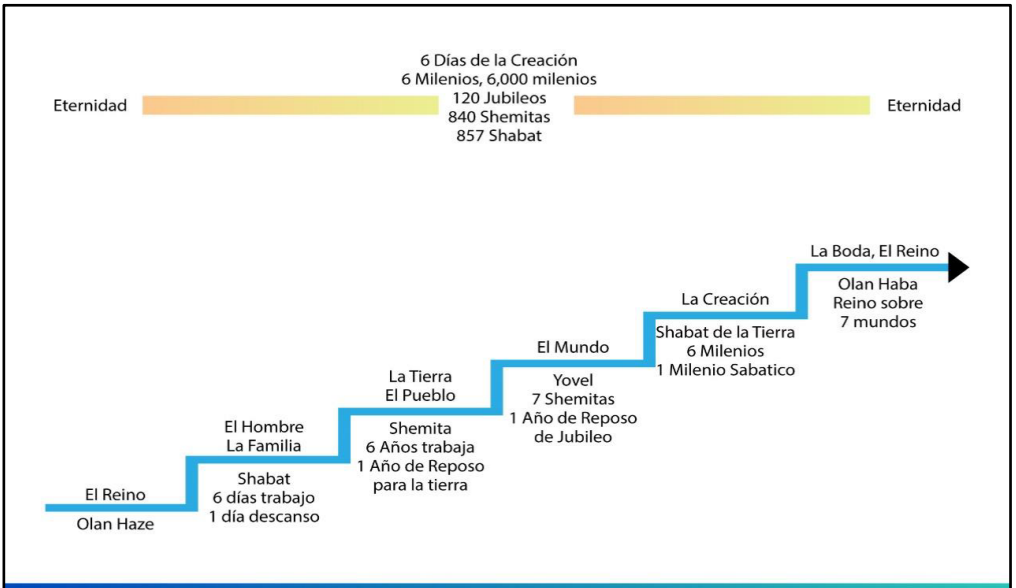 6 Días de la Creación
6 Milenios, 6,000 milenios
120 Jubileos
840 Shemitas
857 Shabat
Eternidad
Eternidad
La Boda, El Reino
Olan Haba
Reino sobre
7 mundos
La Creación
Shabat de la Tierra
6 Milenios
1 Milenio Sabatico
El Mundo
Yovel
7 Shemitas
1 Año de Reposo
de Jubileo
La Tierra
El Pueblo
Shemita
6 Años trabaja
1 Año de Reposo
para la tierra
El Hombre
La Familia
Shabat
6 días trabajo
1 día descanso
El Reino
Olan Haze